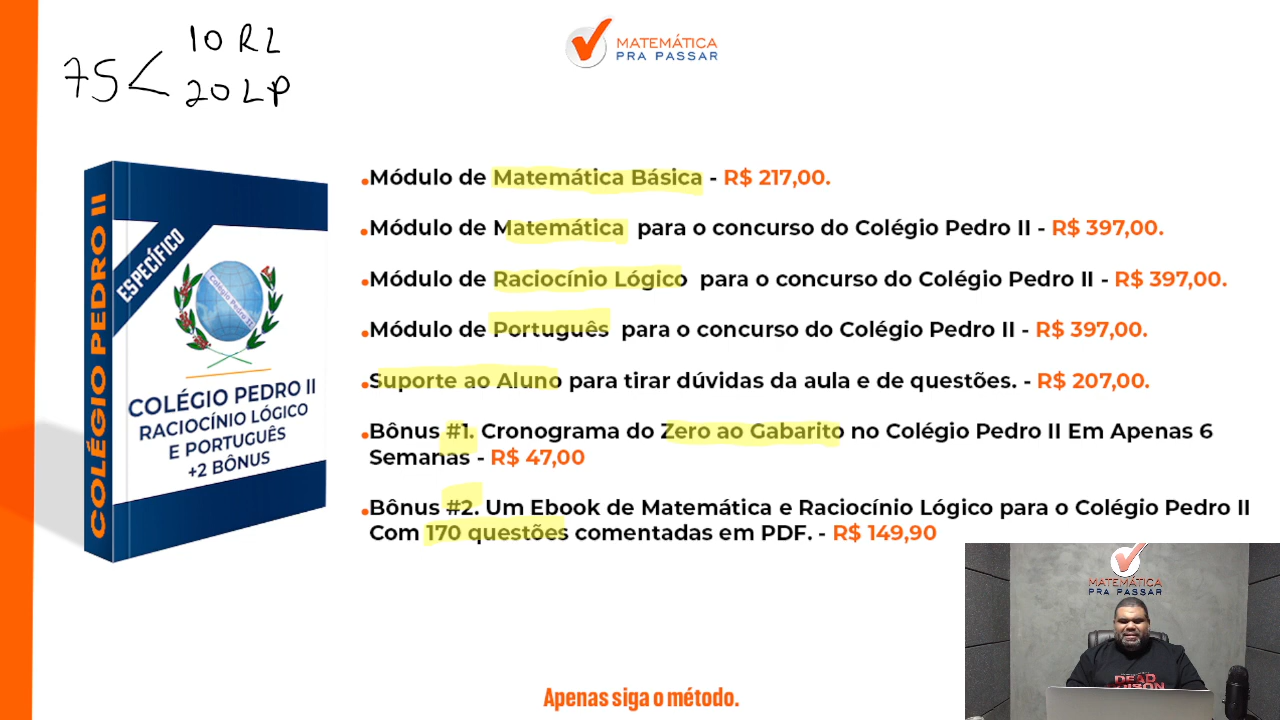 75 < 10 RL
20 LP
MATEMÁTICA
PRA PASSAR
COLÉGIO PEDRO II
ESPECÍFICO
Colégio Pedro II
COLÉGIO PEDRO II
RACIOCÍNIO LÓGICO
E PORTUGUÊS
+2 BÔNUS
•Módulo de Matemática Básica - R$ 217,00.
•Módulo de Matemática para o concurso do Colégio Pedro II - R$ 397,00.
•Módulo de Raciocínio Lógico para o concurso do Colégio Pedro II - R$ 397,00.
•Módulo de Português para o concurso do Colégio Pedro II - R$ 397,00.
•Suporte ao Aluno para tirar dúvidas da aula e de questões. - R$ 207,00.
•Bônus #1. Cronograma do Zero ao Gabarito no Colégio Pedro II Em Apenas 6
Semanas - R$ 47,00
•Bônus #2. Um Ebook de Matemática e Raciocínio Lógico para o Colégio Pedro II
Com 170 questões comentadas em PDF. - R$ 149,90
MATEMÁTICA
PRA PASSAR
DEAD
Apenas siga o método.